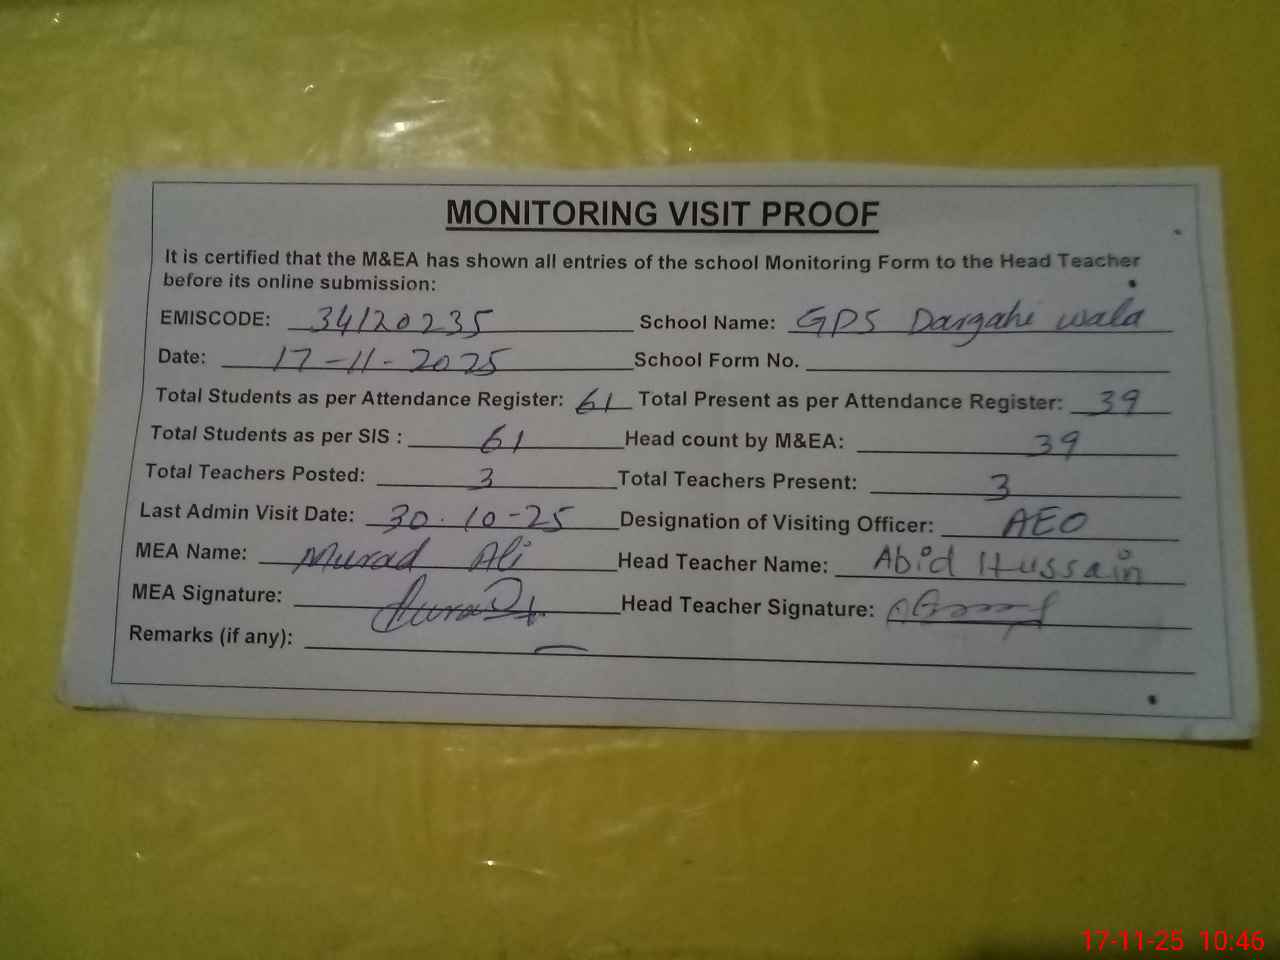 MONITORING VISIT PROOF
It is certified that the M&EA has shown all entries of the school Monitoring Form to the Head Teacher
before its online submission:
EMISCODE: 34120235 School Name: GPS Dargahi wala
Date: 17-11-2025 School Form No.
Total Students as per Attendance Register: 61 Total Present as per Attendance Register: 39
Total Students as per SIS : 61 Head count by M&EA: 39
Total Teachers Posted: 3 Total Teachers Present: 3
Last Admin Visit Date: 30.10-25 Designation of Visiting Officer: AEO
MEA Name: Murad Ali Head Teacher Name: Abid Hussain
MEA Signature: Head Teacher Signature:
Remarks (if any): —
17-11-25 10:46